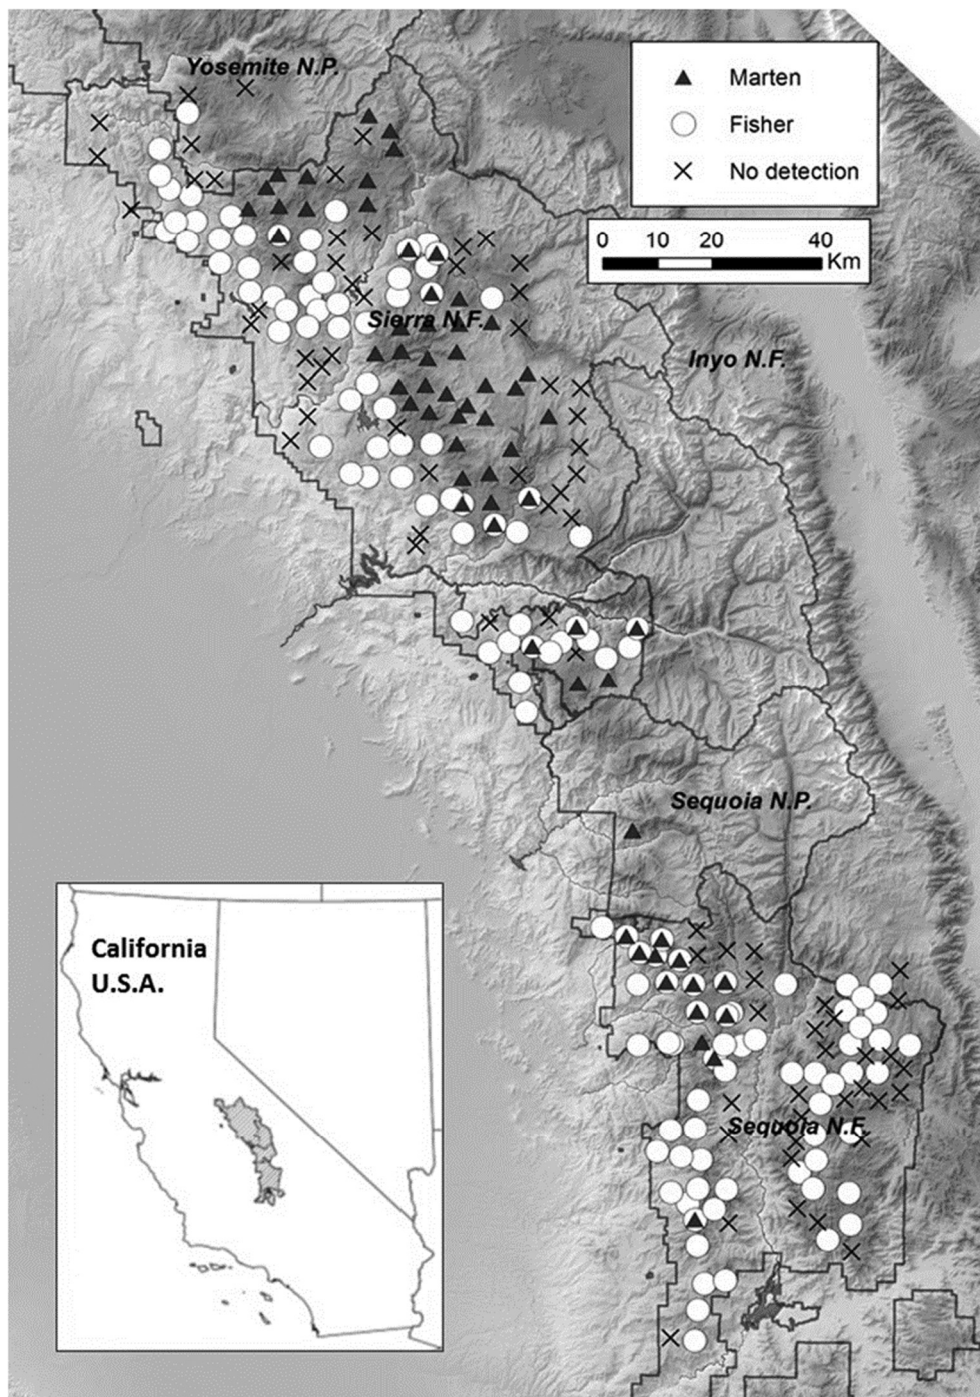 Yosemite N.P.
Marten
Fisher
No detection
0 10 20 40
Km
Sierra N.F.
Inyo N.F.
Sequoia N.P.
California
U.S.A.
Sequoia N.F.